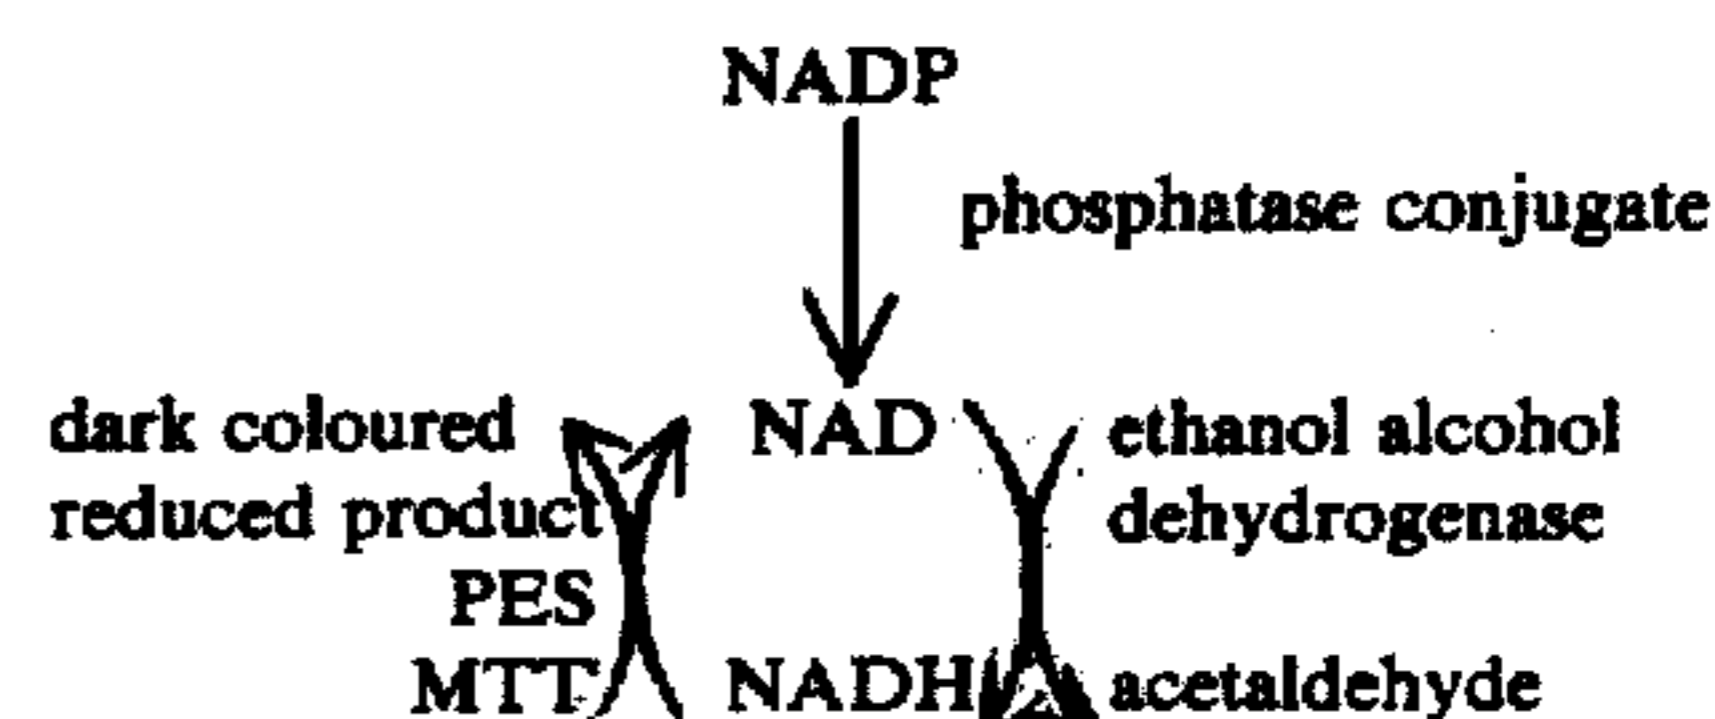 NADP
phosphatase conjugate
dark coloured NAD ethanol alcohol
reduced product dehydrogenase
PES
MTT NADH acetaldehyde